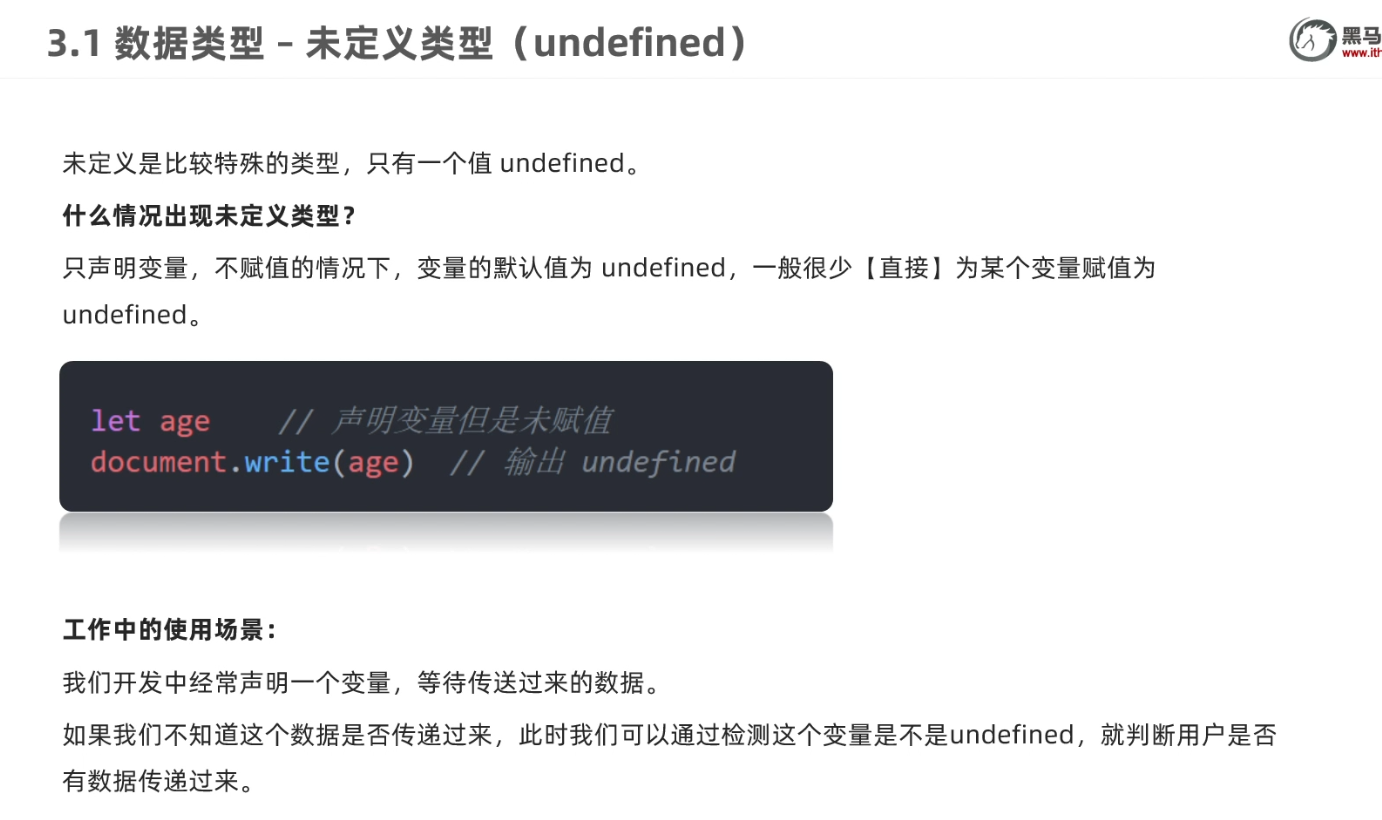 3.1 数据类型 – 未定义类型（undefined）
黑马
www.ith
未定义是比较特殊的类型，只有一个值 undefined。
什么情况出现未定义类型？
只声明变量，不赋值的情况下，变量的默认值为 undefined，一般很少【直接】为某个变量赋值为
undefined。
let age    // 声明变量但是未赋值
document.write(age)  // 输出 undefined
工作中的使用场景：
我们开发中经常声明一个变量，等待传送过来的数据。
如果我们不知道这个数据是否传递过来，此时我们可以通过检测这个变量是不是undefined，就判断用户是否
有数据传递过来。